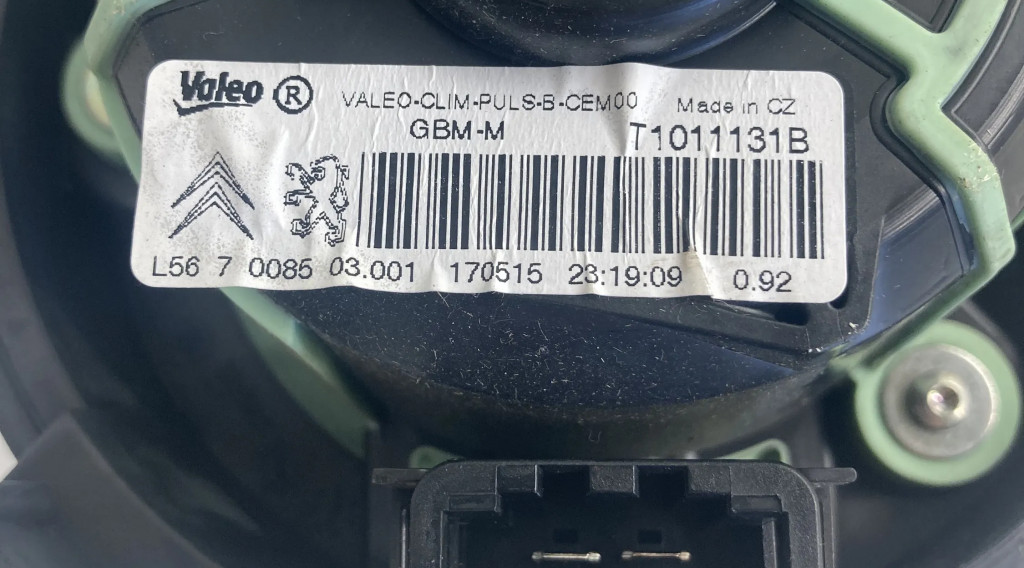 Valeo ® VALEO-CLIM-PULS-B-CEM00 Made in CZ
GBM-M T1011131B
L56 7 0085 03.001 170515 23:19:09 0.92